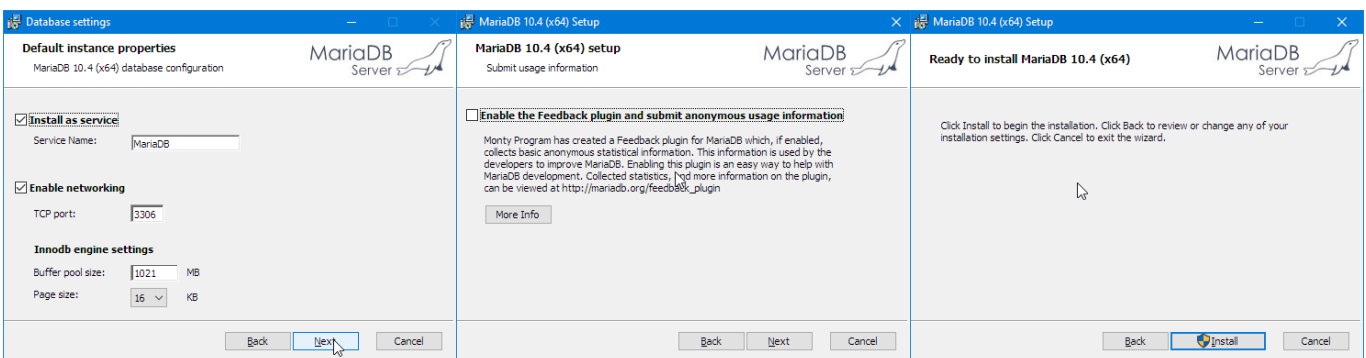 Database settings
Default instance properties
MariaDB 10.4 (x64) database configuration
MariaDB
Server
Install as service
Service Name: MariaDB
Enable networking
TCP port: 3306
Innodb engine settings
Buffer pool size: 1021 MB
Page size: 16 KB
Back Next Cancel
MariaDB 10.4 (x64) Setup
MariaDB 10.4 (x64) setup
Submit usage information
MariaDB
Server
Enable the Feedback plugin and submit anonymous usage information
Monty Program has created a Feedback plugin for MariaDB which, if enabled,
collects basic anonymous statistical information. This information is used by the
developers to improve MariaDB. Enabling this plugin is an easy way to help with
MariaDB development. Collected statistics, and more information on the plugin,
can be viewed at http://mariadb.org/feedback_plugin
More Info
Back Next Cancel
MariaDB 10.4 (x64) Setup
Ready to install MariaDB 10.4 (x64)
MariaDB
Server
Click Install to begin the installation. Click Back to review or change any of your
installation settings. Click Cancel to exit the wizard.
Back Install Cancel